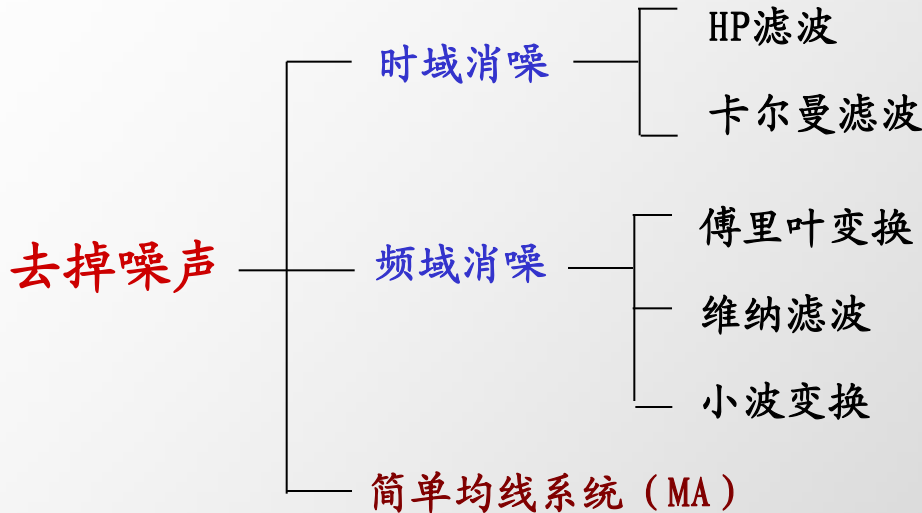 HP滤波
时域消噪
卡尔曼滤波
傅里叶变换
去掉噪声
频域消噪
维纳滤波
小波变换
简单均线系统（MA）